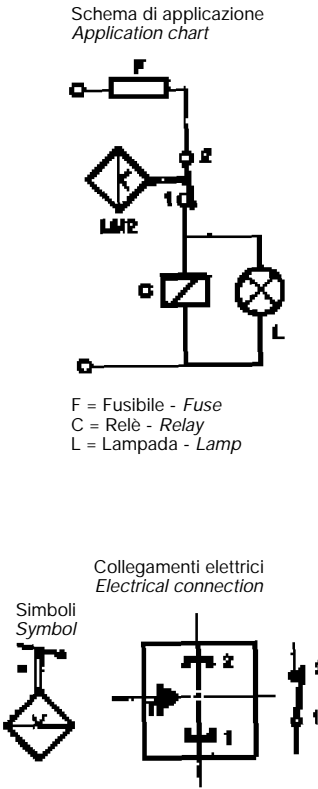 Schema di applicazione
Application chart
F
2
1
LM2
C
L
F = Fusibile - Fuse
C = Relè - Relay
L = Lampada - Lamp
Collegamenti elettrici
Electrical connection
Simboli
Symbol
2
1
2
1